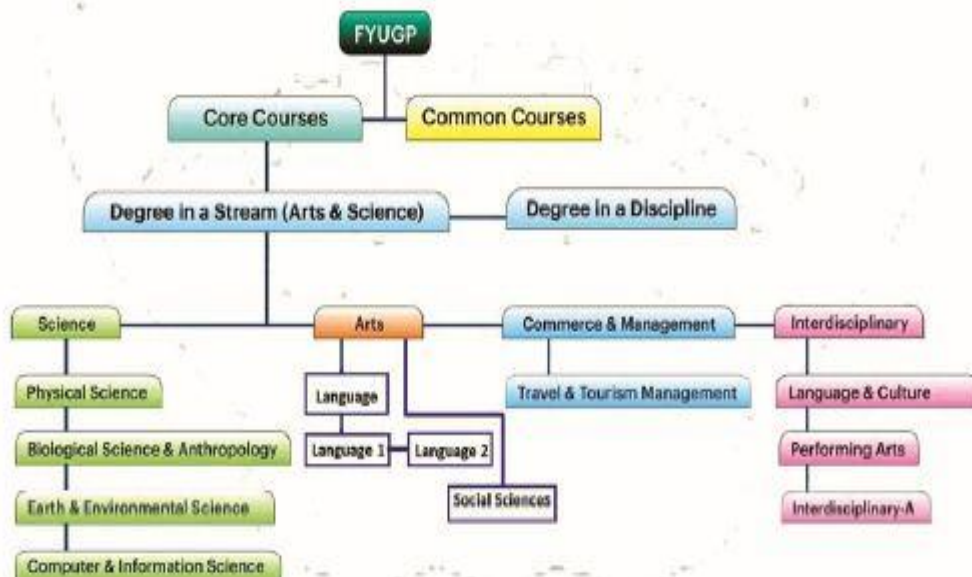 FYUGP
Core Courses
Common Courses
Degree in a Stream (Arts & Science)
Degree in a Discipline
Science
Arts
Commerce & Management
Interdisciplinary
Physical Science
Language
Travel & Tourism Management
Language & Culture
Biological Science & Anthropology
Language 1
Language 2
Performing Arts
Earth & Environmental Science
Social Sciences
Interdisciplinary-A
Computer & Information Science